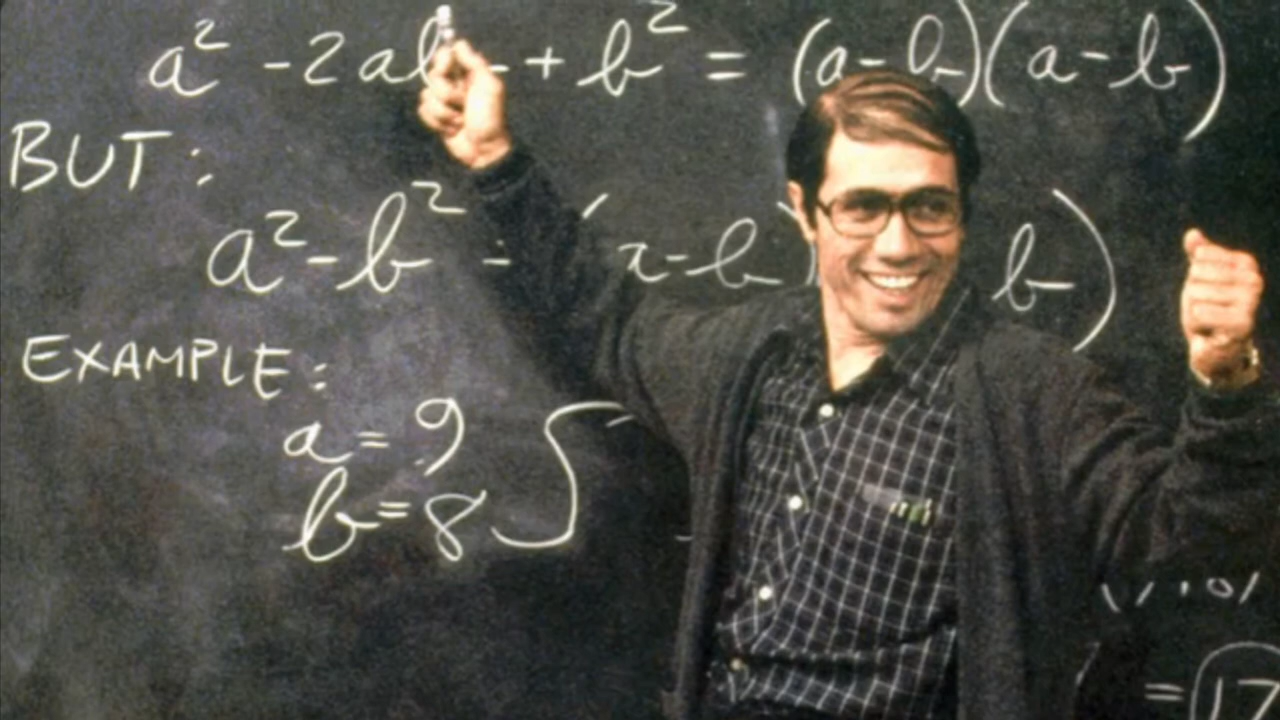 a² - 2ab + b² = (a-b)(a-b)
BUT:
a² - b² = (a-b) b)
EXAMPLE:
a = 9
b = 8
= 17